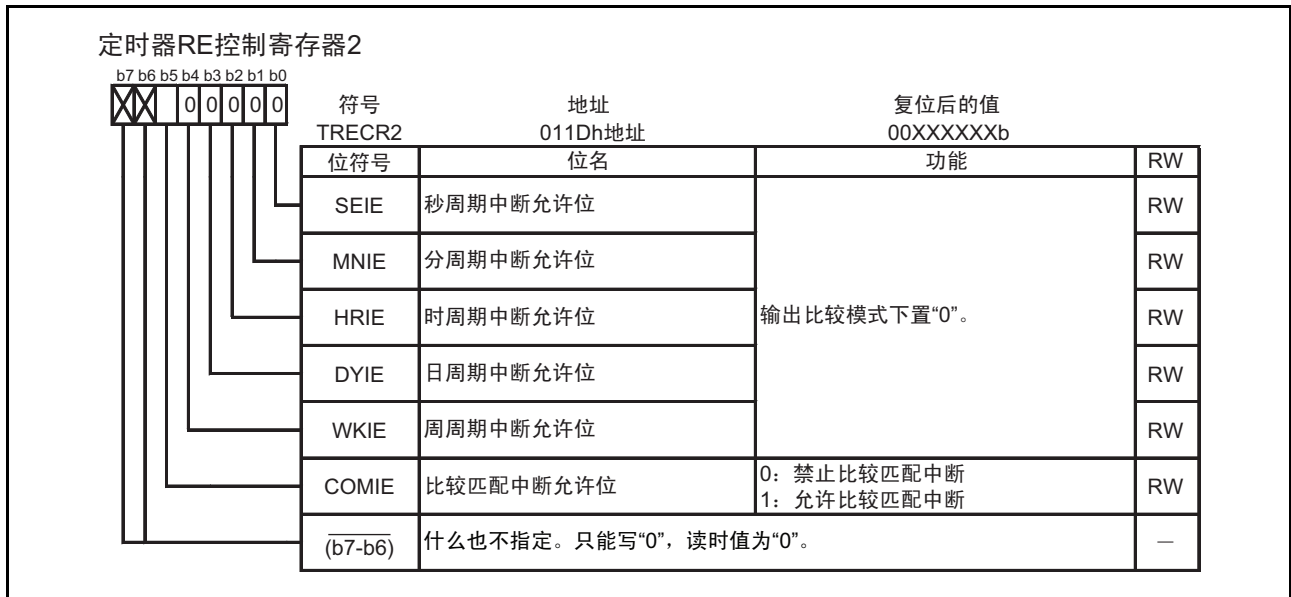 定时器RE控制寄存器2
b7 b6 b5 b4 b3 b2 b1 b0
0 0 0 0 0
符号 地址 复位后的值
TRECR2 011Dh地址 00XXXXXXb
位符号 位名 功能 RW
SEIE 秒周期中断允许位 RW
MNIE 分周期中断允许位 RW
HRIE 时周期中断允许位 输出比较模式下置“0”。 RW
DYIE 日周期中断允许位 RW
WKIE 周周期中断允许位 RW
COMIE 比较匹配中断允许位 0：禁止比较匹配中断 RW
1：允许比较匹配中断
(b7-b6) 什么也不指定。只能写“0”，读时值为“0”。 —